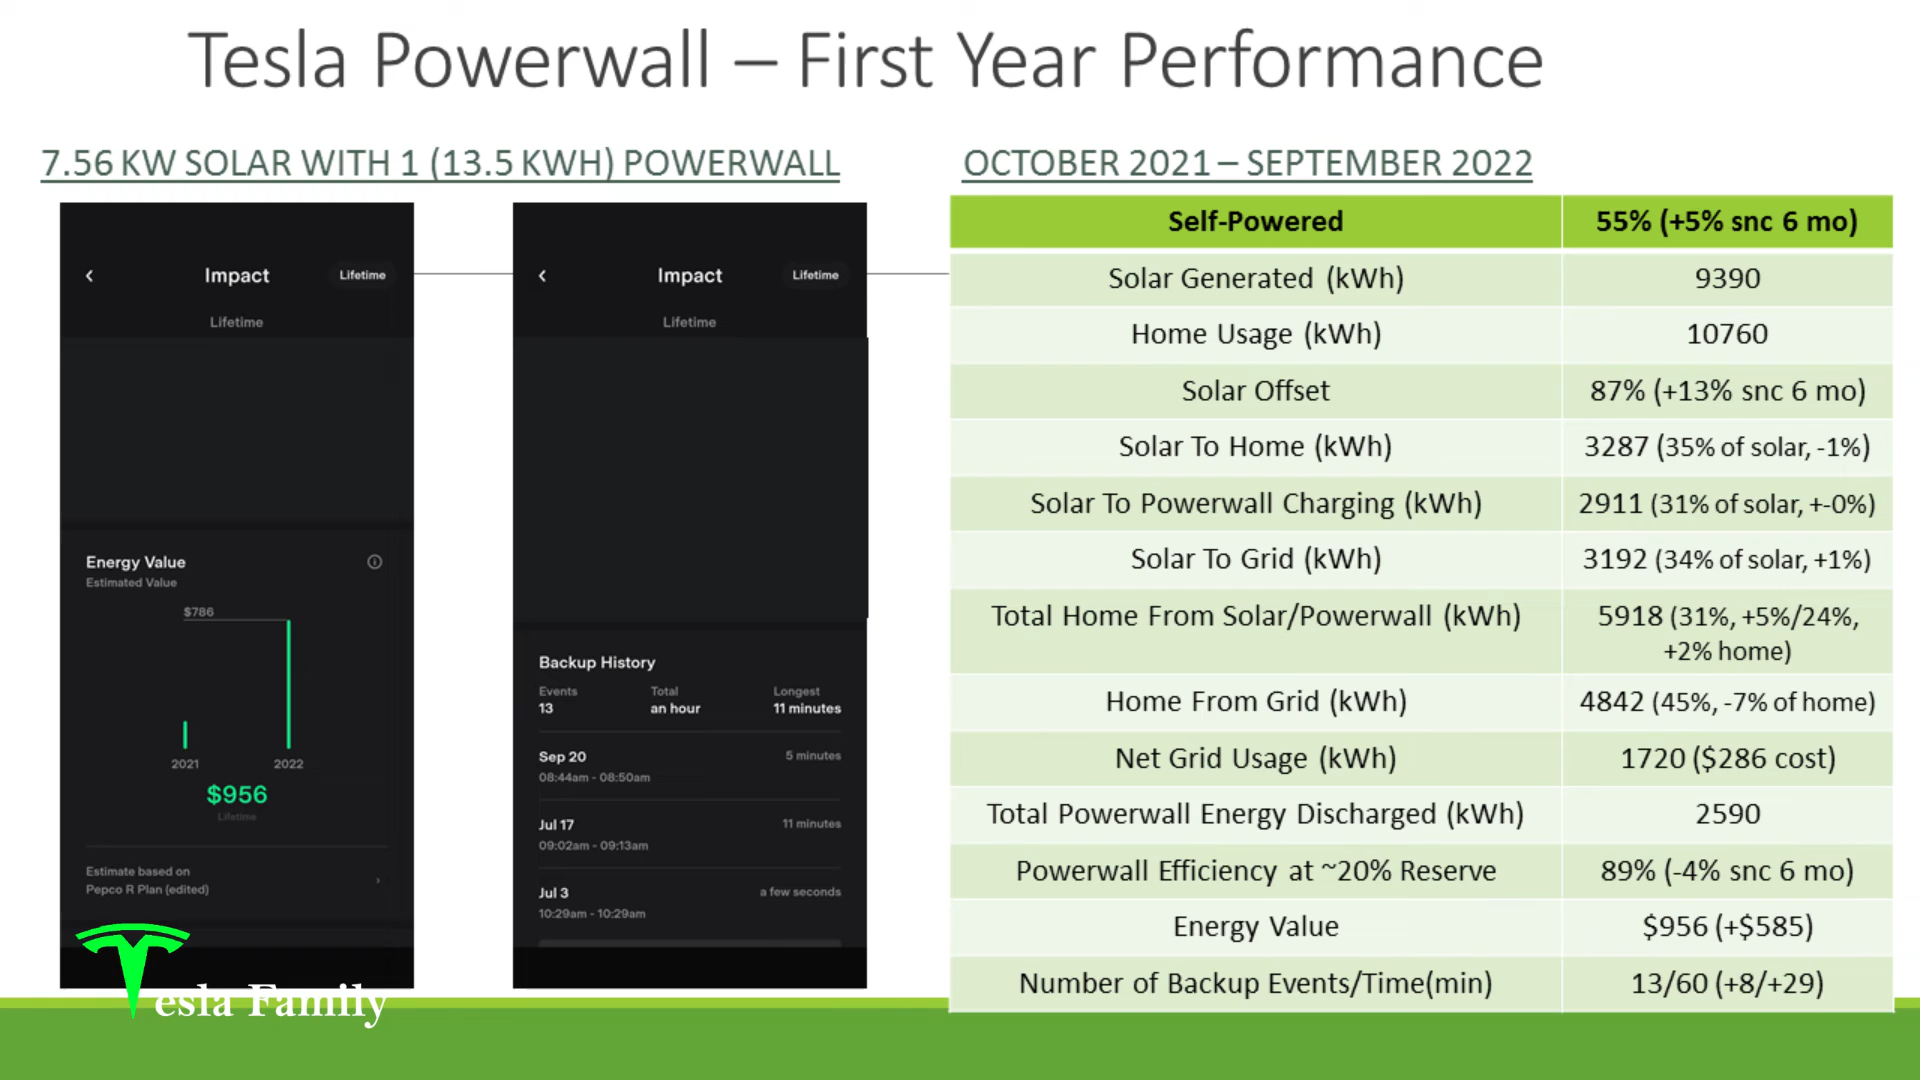 Tesla Powerwall – First Year Performance
7.56 KW SOLAR WITH 1 (13.5 KWH) POWERWALL
Impact
Lifetime
Lifetime
Energy Value
Estimated Value
$786
2021
2022
$956
Lifetime
Estimate based on
Pepco R Plan (edited)
esla Family
Impact
Lifetime
Lifetime
Backup History
Events Total Longest
13 an hour 11 minutes
Sep 20 5 minutes
08:44am - 08:50am
Jul 17 11 minutes
09:02am - 09:13am
Jul 3 a few seconds
10:29am - 10:29am
OCTOBER 2021 – SEPTEMBER 2022
Self-Powered 55% (+5% snc 6 mo)
Solar Generated (kWh) 9390
Home Usage (kWh) 10760
Solar Offset 87% (+13% snc 6 mo)
Solar To Home (kWh) 3287 (35% of solar, -1%)
Solar To Powerwall Charging (kWh) 2911 (31% of solar, +-0%)
Solar To Grid (kWh) 3192 (34% of solar, +1%)
Total Home From Solar/Powerwall (kWh) 5918 (31%, +5%/24%,
+2% home)
Home From Grid (kWh) 4842 (45%, -7% of home)
Net Grid Usage (kWh) 1720 ($286 cost)
Total Powerwall Energy Discharged (kWh) 2590
Powerwall Efficiency at ~20% Reserve 89% (-4% snc 6 mo)
Energy Value $956 (+$585)
Number of Backup Events/Time(min) 13/60 (+8/+29)